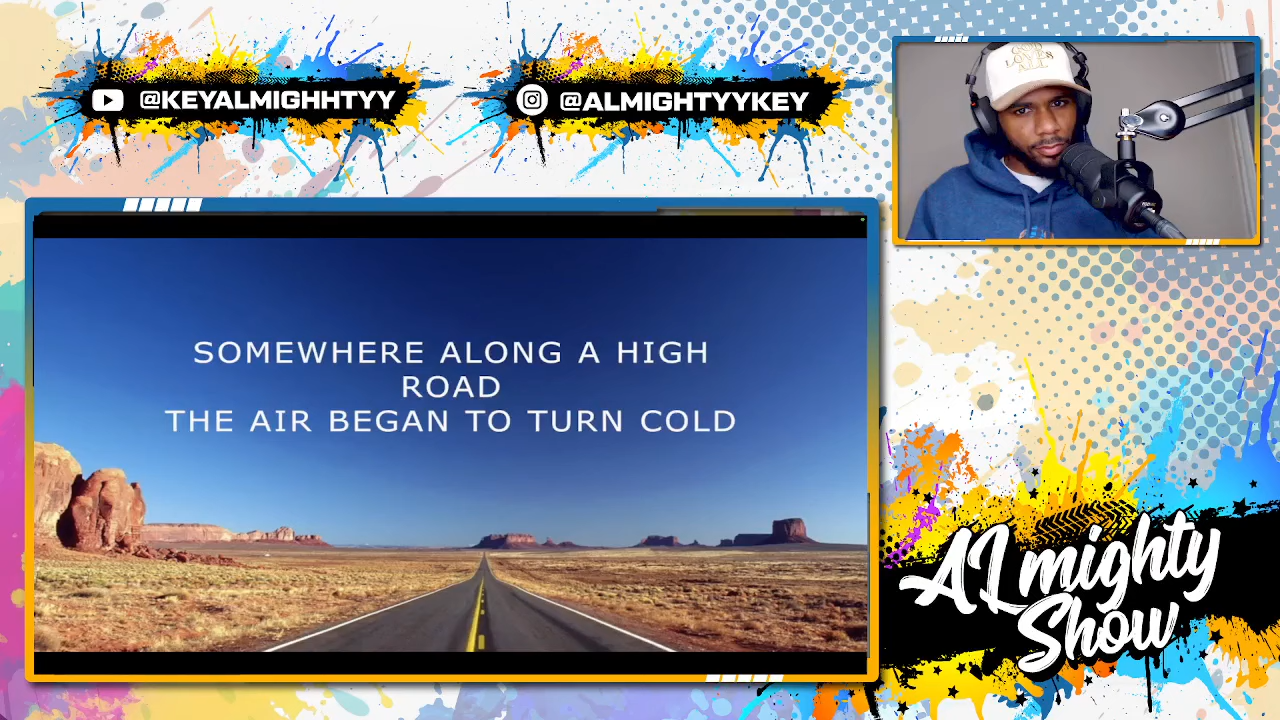 @KEYALMIGHHTYY
@ALMIGHTYYKEY
SOMEWHERE ALONG A HIGH
ROAD
THE AIR BEGAN TO TURN COLD
ALmighty
Show